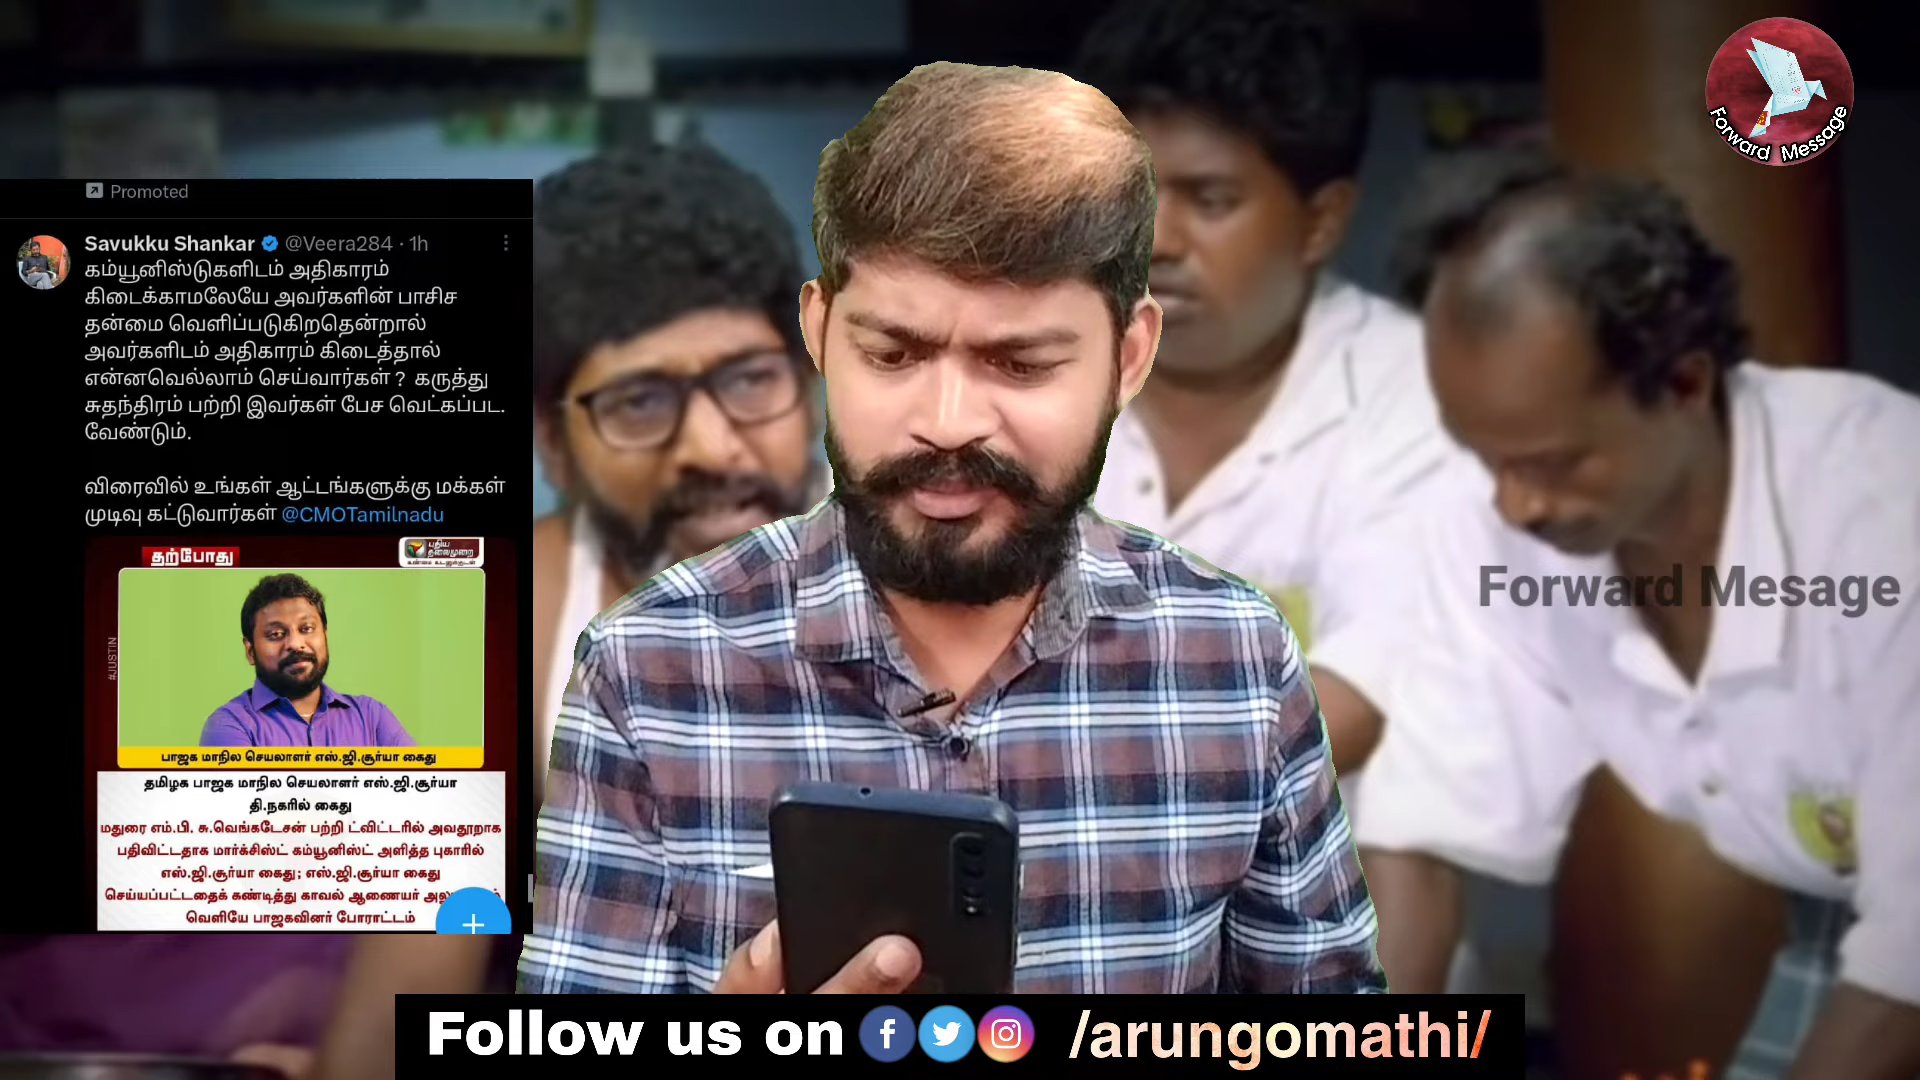 Promoted
Savukku Shankar @Veera284 · 1h
கம்யூனிஸ்டுகளிடம் அதிகாரம்
கிடைக்காமலேயே அவர்களின் பாசிச
தன்மை வெளிப்படுகிறதென்றால்
அவர்களிடம் அதிகாரம் கிடைத்தால்
என்னவெல்லாம் செய்வார்கள் ? கருத்து
சுதந்திரம் பற்றி இவர்கள் பேச வெட்கப்பட.
வேண்டும்.
விரைவில் உங்கள் ஆட்டங்களுக்கு மக்கள்
முடிவு கட்டுவார்கள் @CMOTamilnadu
தற்போது
புதிய
தலைமுறை
#JUSTIN
பாஜக மாநில செயலாளர் எஸ்.ஜி.சூர்யா கைது
தமிழக பாஜக மாநில செயலாளர் எஸ்.ஜி.சூர்யா
தி.நகரில் கைது
மதுரை எம்.பி. சு.வெங்கடேசன் பற்றி ட்விட்டரில் அவதூறாக
பதிவிட்டதாக மார்க்சிஸ்ட் கம்யூனிஸ்ட் அளித்த புகாரில்
எஸ்.ஜி.சூர்யா கைது; எஸ்.ஜி.சூர்யா கைது
செய்யப்பட்டதைக் கண்டித்து காவல் ஆணையர்
வெளியே பாஜகவினர் போராட்டம்
Forward Message
Forward Mesage
Follow us on /arungomathi/